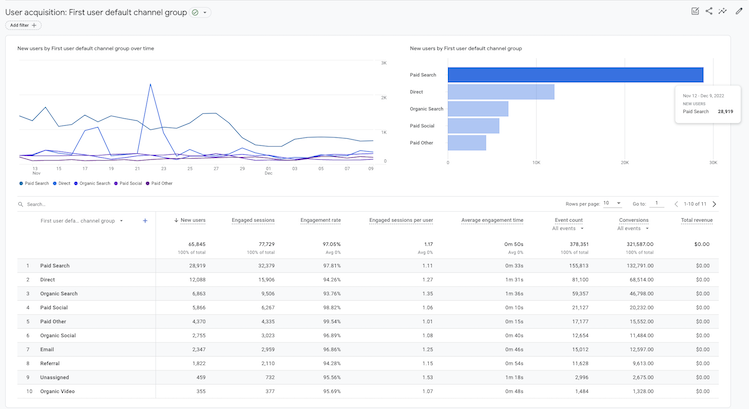 User acquisition: First user default channel group
Add filter +
New users by First user default channel group over time
3K
2K
1K
0
13 Nov 15 17 19 21 23 25 27 29 01 Dec 03 05 07 09
Paid Search Direct Organic Search Paid Social Paid Other
New users by First user default channel group
Paid Search
Direct
Organic Search
Paid Social
Paid Other
0 10K 20K 30K
Nov 12 - Dec 9, 2022
NEW USERS
Paid Search 28,919
Search...
Rows per page: 10 Go to: 1 1-10 of 11
First user defa... channel group + ↓ New users Engaged sessions Engagement rate Engaged sessions per user Average engagement time Event count Conversions Total revenue
All events All events
65,845 77,729 97.05% 1.17 0m 50s 378,351 321,587.00 $0.00
100% of total 100% of total Avg 0% Avg 0% Avg 0% 100% of total 100% of total
1 Paid Search 28,919 32,379 97.81% 1.11 0m 33s 155,813 132,791.00 $0.00
2 Direct 12,088 15,906 94.26% 1.27 1m 31s 81,100 68,514.00 $0.00
3 Organic Search 6,863 9,506 93.76% 1.35 1m 36s 59,357 46,798.00 $0.00
4 Paid Social 5,866 6,267 98.82% 1.06 0m 10s 21,127 20,232.00 $0.00
5 Paid Other 4,370 4,335 99.54% 1.01 0m 15s 17,177 15,552.00 $0.00
6 Organic Social 2,755 3,023 96.89% 1.08 0m 40s 12,654 11,484.00 $0.00
7 Email 2,347 2,959 96.86% 1.25 0m 46s 15,012 12,597.00 $0.00
8 Referral 1,822 2,110 94.28% 1.15 0m 54s 11,628 9,613.00 $0.00
9 Unassigned 459 732 95.56% 1.53 1m 18s 2,996 2,675.00 $0.00
10 Organic Video 355 377 95.69% 1.07 0m 48s 1,484 1,328.00 $0.00